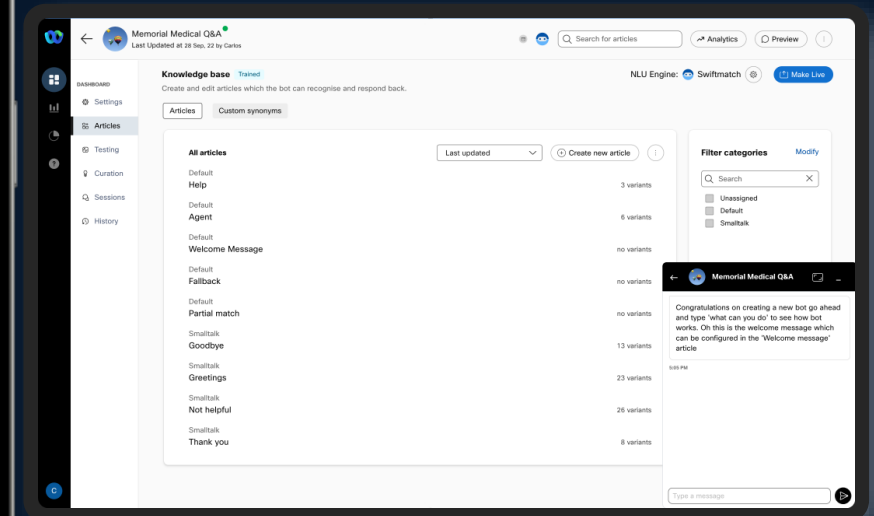 Memorial Medical Q&A
Last Updated at 28 Sep, 22 by Carlos
Search for articles
Analytics
Preview
DASHBOARD
Settings
Articles
Testing
Curation
Sessions
History
Knowledge base Trained
Create and edit articles which the bot can recognise and respond back.
NLU Engine: Swiftmatch
Make Live
Articles Custom synonyms
All articles
Last updated
Create new article
Default
Help 3 variants
Default
Agent 6 variants
Default
Welcome Message no variants
Default
Fallback no variants
Default
Partial match no variants
Smalltalk
Goodbye 13 variants
Smalltalk
Greetings 23 variants
Smalltalk
Not helpful 26 variants
Smalltalk
Thank you 8 variants
Filter categories Modify
Search
Unassigned
Default
Smalltalk
Memorial Medical Q&A
Congratulations on creating a new bot go ahead
and type 'what can you do' to see how bot
works. Oh this is the welcome message which
can be configured in the 'Welcome message'
article
5:05 PM
Type a message
C